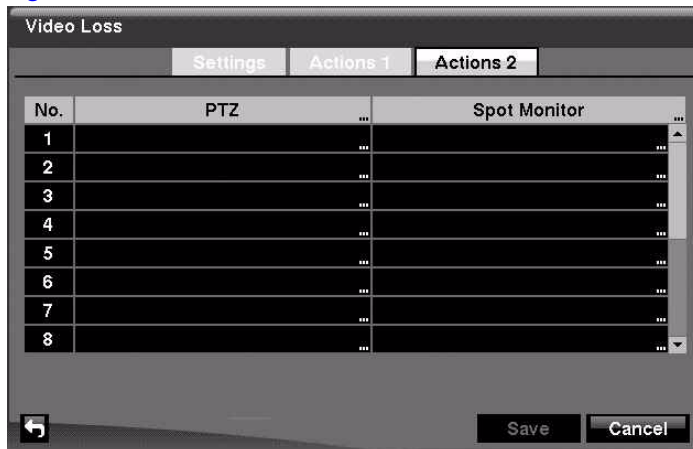 Video Loss
Settings Actions 1 Actions 2
No. PTZ ... Spot Monitor ...
1 ... ...
2 ... ...
3 ... ...
4 ... ...
5 ... ...
6 ... ...
7 ... ...
8 ... ...
Save Cancel